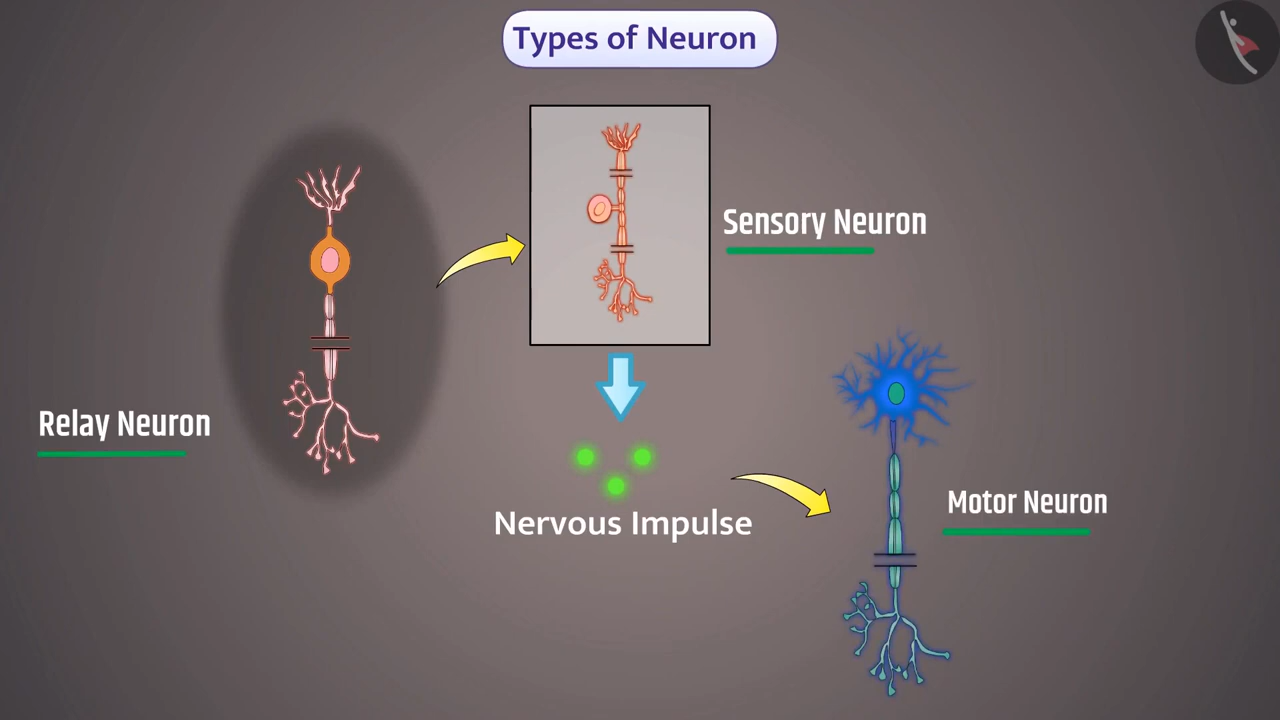 Types of Neuron
Sensory Neuron
Relay Neuron
Motor Neuron
Nervous Impulse